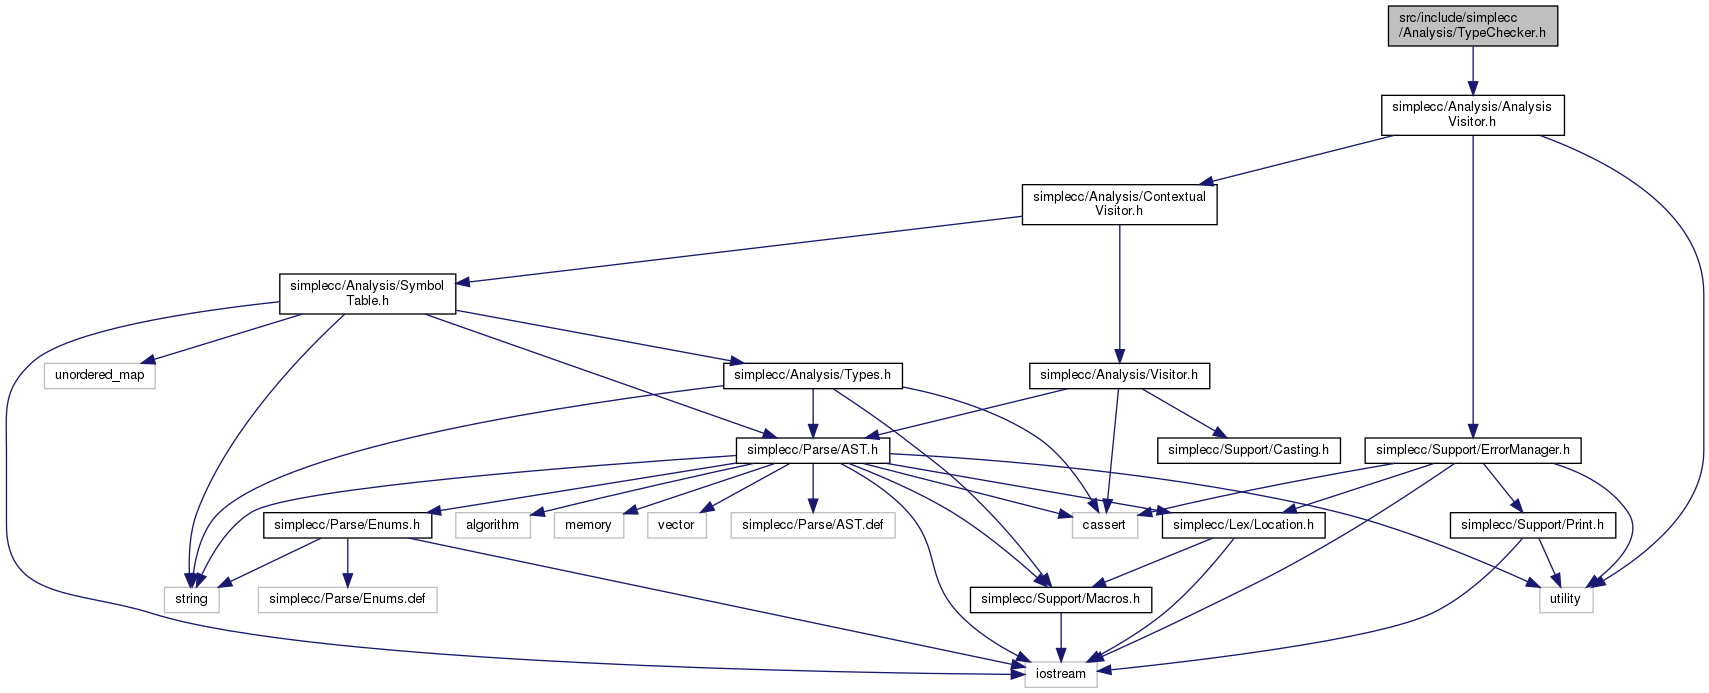 src/include/simplecc
/Analysis/TypeChecker.h
simplecc/Analysis/Analysis
Visitor.h
simplecc/Analysis/Contextual
Visitor.h
simplecc/Analysis/Symbol
Table.h
unordered_map
simplecc/Analysis/Types.h
simplecc/Analysis/Visitor.h
simplecc/Parse/AST.h
simplecc/Support/Casting.h
simplecc/Support/ErrorManager.h
simplecc/Parse/Enums.h
algorithm
memory
vector
simplecc/Parse/AST.def
cassert
simplecc/Lex/Location.h
simplecc/Support/Print.h
string
simplecc/Parse/Enums.def
simplecc/Support/Macros.h
utility
iostream